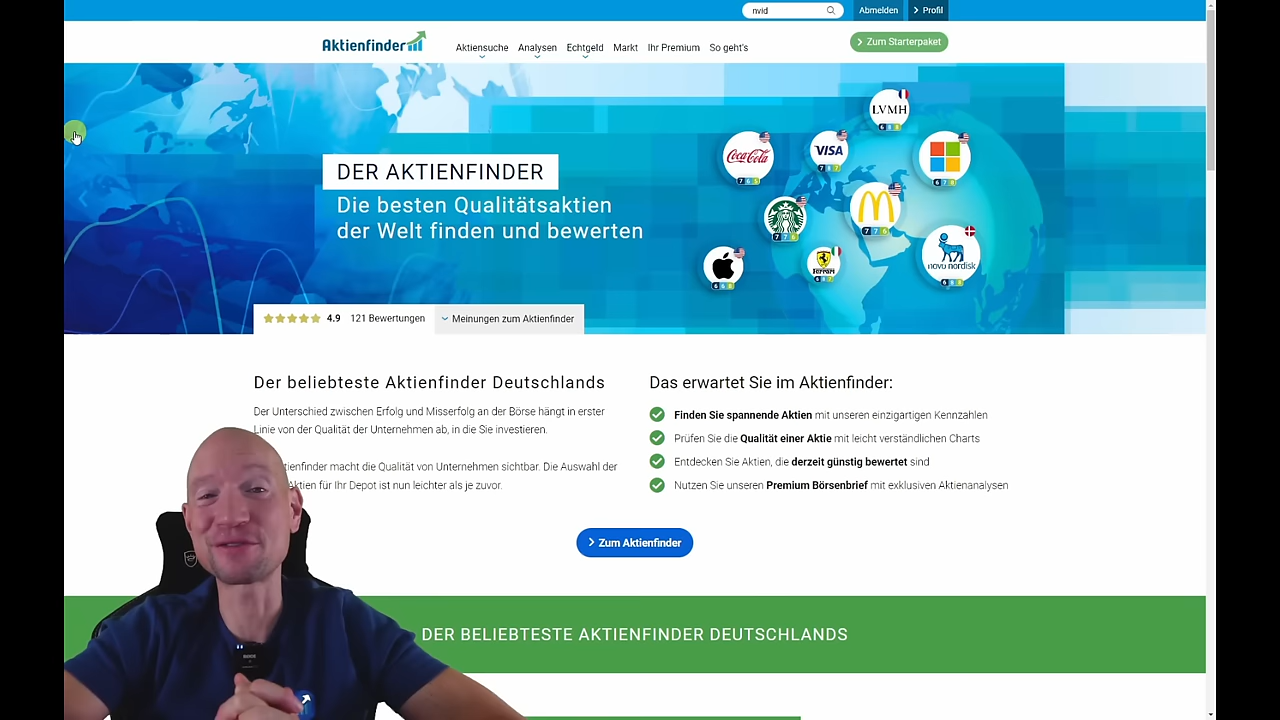 nvid
Abmelden
Profil
Aktienfinder
Aktiensuche
Analysen
Echtgeld
Markt
Ihr Premium
So geht's
Zum Starterpaket
LVMH
Coca-Cola
VISA
novo nordisk
Ferrari
DER AKTIENFINDER
Die besten Qualitätsaktien
der Welt finden und bewerten
4.9
121 Bewertungen
Meinungen zum Aktienfinder
Der beliebteste Aktienfinder Deutschlands
Der Unterschied zwischen Erfolg und Misserfolg an der Börse hängt in erster
Linie von der Qualität der Unternehmen ab, in die Sie investieren.
tienfinder macht die Qualität von Unternehmen sichtbar. Die Auswahl der
Aktien für Ihr Depot ist nun leichter als je zuvor.
Das erwartet Sie im Aktienfinder:
Finden Sie spannende Aktien mit unseren einzigartigen Kennzahlen
Prüfen Sie die Qualität einer Aktie mit leicht verständlichen Charts
Entdecken Sie Aktien, die derzeit günstig bewertet sind
Nutzen Sie unseren Premium Börsenbrief mit exklusiven Aktienanalysen
Zum Aktienfinder
DER BELIEBTESTE AKTIENFINDER DEUTSCHLANDS